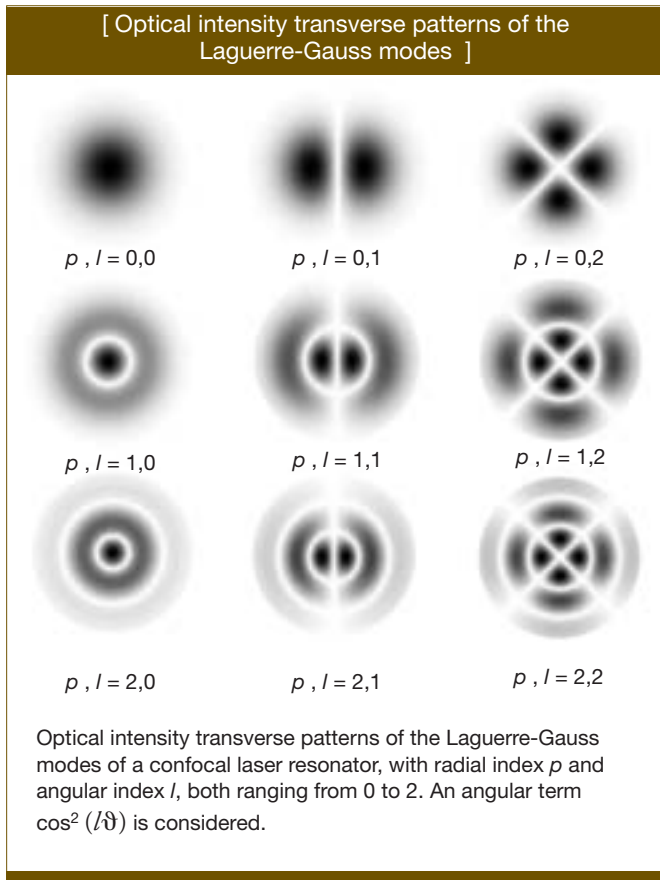 [ Optical intensity transverse patterns of the
Laguerre-Gauss modes ]
p , l = 0,0
p , l = 0,1
p , l = 0,2
p , l = 1,0
p , l = 1,1
p , l = 1,2
p , l = 2,0
p , l = 2,1
p , l = 2,2
Optical intensity transverse patterns of the Laguerre-Gauss
modes of a confocal laser resonator, with radial index p and
angular index l, both ranging from 0 to 2. An angular term
cos² (lϑ) is considered.